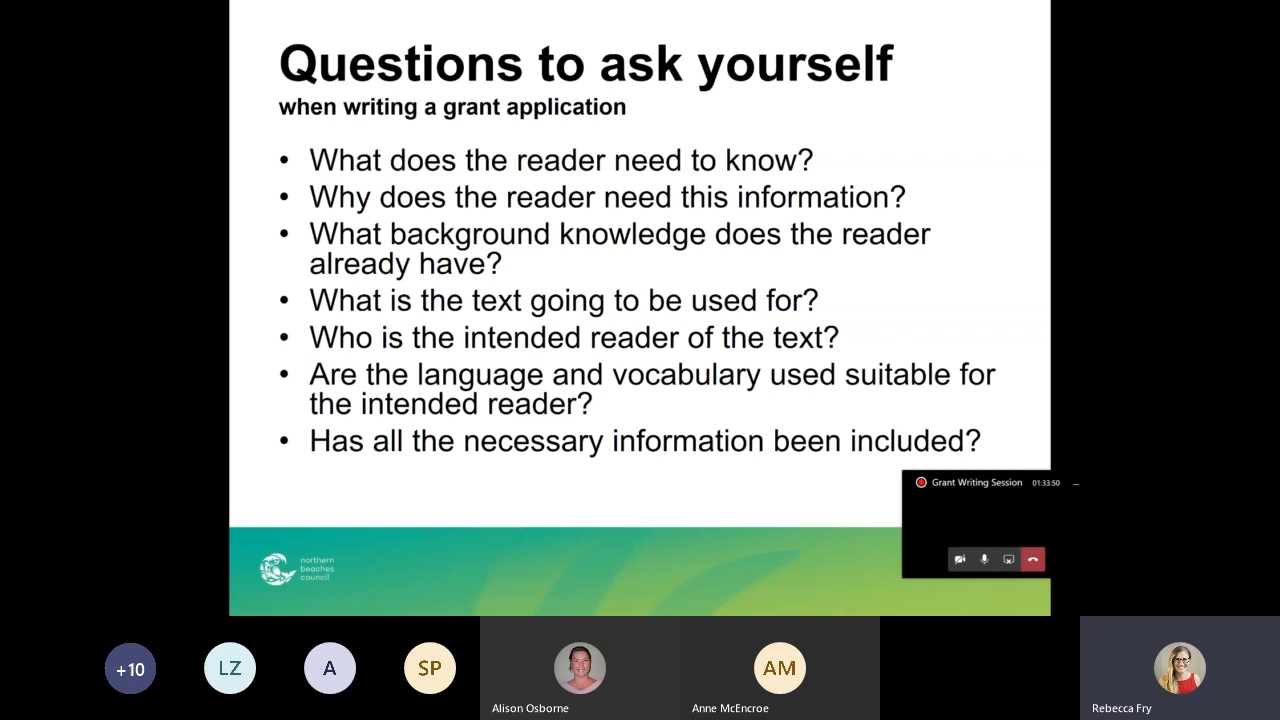 Questions to ask yourself
when writing a grant application
• What does the reader need to know?
• Why does the reader need this information?
• What background knowledge does the reader
already have?
• What is the text going to be used for?
• Who is the intended reader of the text?
• Are the language and vocabulary used suitable for
the intended reader?
• Has all the necessary information been included?
Grant Writing Session 01:33:50
northern
beaches
council
+10
LZ
A
SP
AM
Alison Osborne
Anne McEncroe
Rebecca Fry